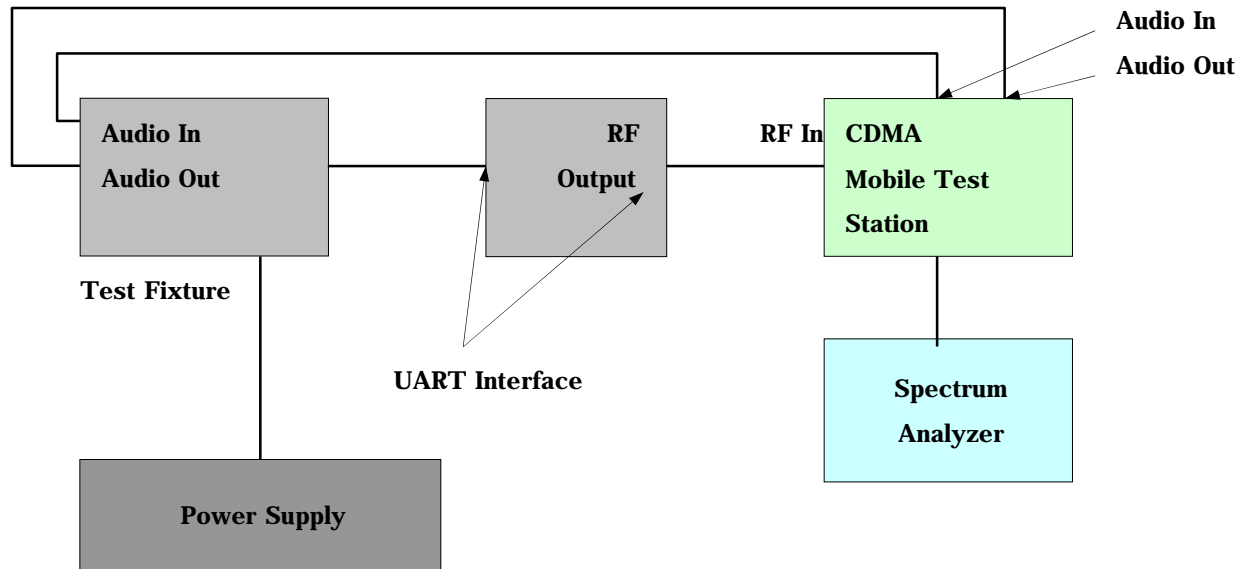 Audio In
Audio Out
Audio In
Audio Out
RF
Output
RF In
CDMA
Mobile Test
Station
Test Fixture
UART Interface
Spectrum
Analyzer
Power Supply